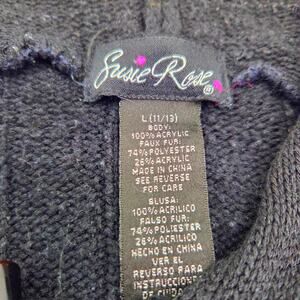 Susie Rose®
L (11/13)
BODY:
100% ACRYLIC
FAUX FUR:
74% POLYESTER
26% ACRYLIC
MADE IN CHINA
SEE REVERSE
FOR CARE
BLUSA:
100% ACRILICO
FALSO FUR:
74% POLIESTER
26% ACRILICO
HECHO EN CHINA
VER EL
REVERSO PARA
INSTRUCCIONES
DE CUIDA